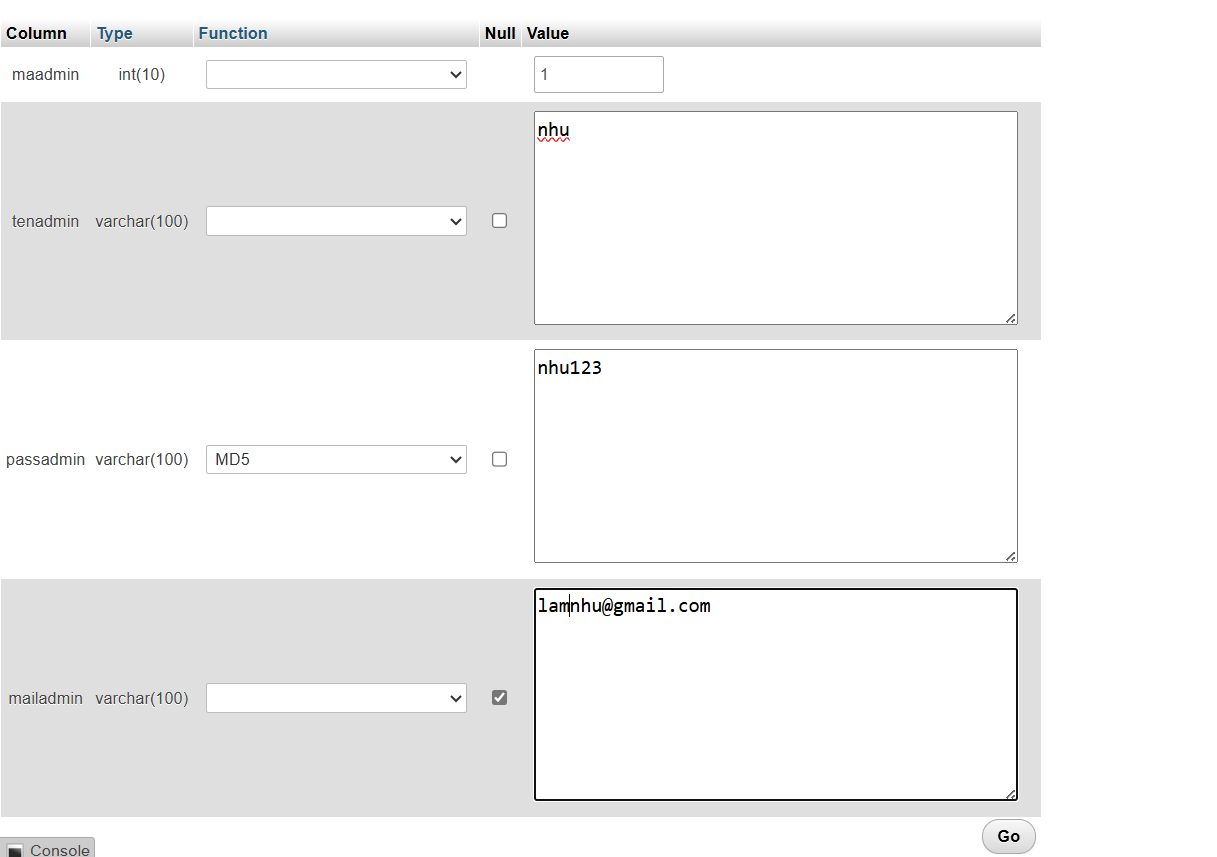 Column Type Function Null Value
maadmin int(10) 1
nhu
tenadmin varchar(100)
nhu123
passadmin varchar(100) MD5
lamnhu@gmail.com
mailadmin varchar(100)
Go
Console